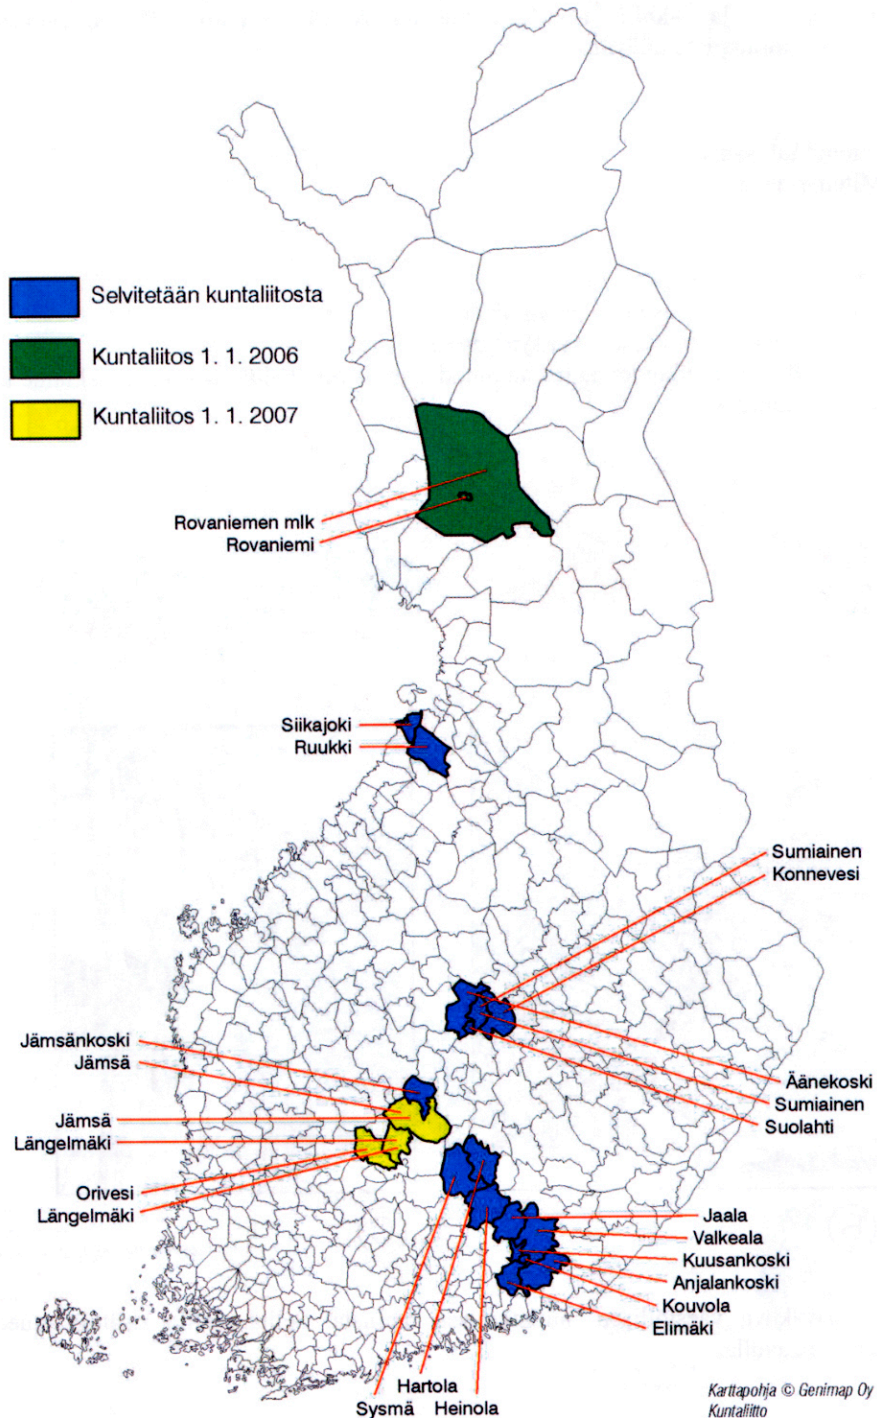 Selvitetään kuntaliitosta
Kuntaliitos 1. 1. 2006
Kuntaliitos 1. 1. 2007
Rovaniemen mlk
Rovaniemi
Siikajoki
Ruukki
Sumiainen
Konnevesi
Jämsänkoski
Jämsä
Äänekoski
Sumiainen
Suolahti
Jämsä
Längelmäki
Orivesi
Längelmäki
Jaala
Valkeala
Kuusankoski
Anjalankoski
Kouvola
Elimäki
Hartola
Sysmä Heinola
Karttapohja © Genimap Oy
Kuntaliitto